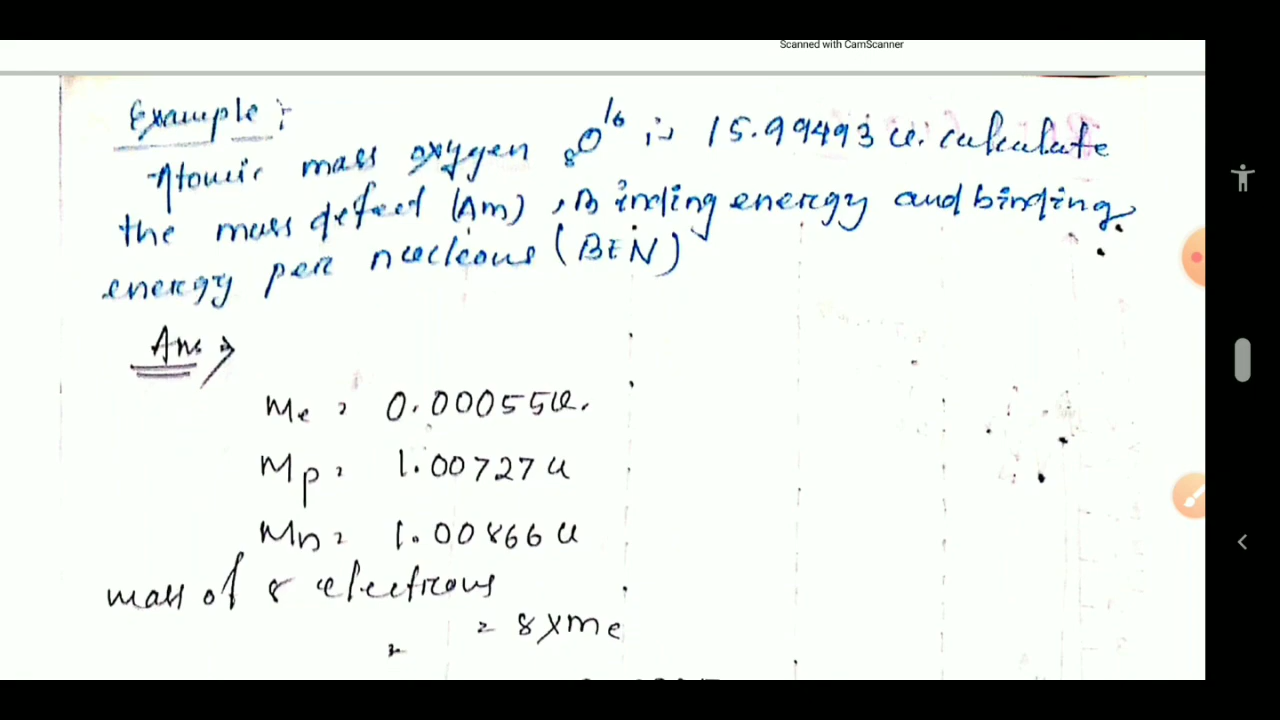 Scanned with CamScanner
Example :
Atomic mass oxygen ₈O¹⁶ is 15.99493 u. calculate
the mass defect (Δm) , Binding energy and binding
energy per nucleous (BEN)
Ans ⇒
Me = 0.00055u.
Mp = 1.00727 u
Mn = 1.00866 u
mass of 8 electrons
= 8 x me
=